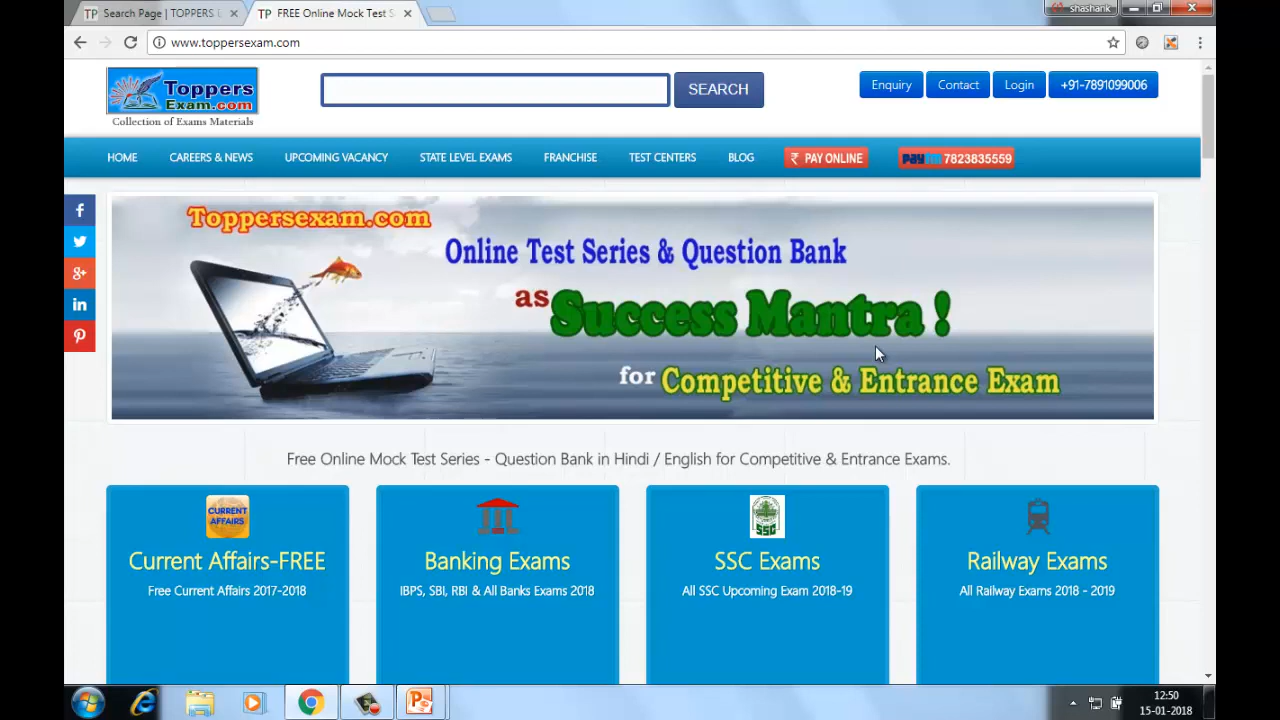 Search Page | TOPPERS
FREE Online Mock Test S
shashank
www.toppersexam.com
Toppers
Exam.com
Collection of Exams Materials
SEARCH
Enquiry
Contact
Login
+91-7891099006
HOME
CAREERS & NEWS
UPCOMING VACANCY
STATE LEVEL EXAMS
FRANCHISE
TEST CENTERS
BLOG
₹ PAY ONLINE
Paytm 7823835559
Toppersexam.com
Online Test Series & Question Bank
as Success Mantra !
for Competitive & Entrance Exam
Free Online Mock Test Series - Question Bank in Hindi / English for Competitive & Entrance Exams.
CURRENT
AFFAIRS
SSC
Current Affairs-FREE
Banking Exams
SSC Exams
Railway Exams
Free Current Affairs 2017-2018
IBPS, SBI, RBI & All Banks Exams 2018
All SSC Upcoming Exam 2018-19
All Railway Exams 2018 - 2019
12:50
15-01-2018